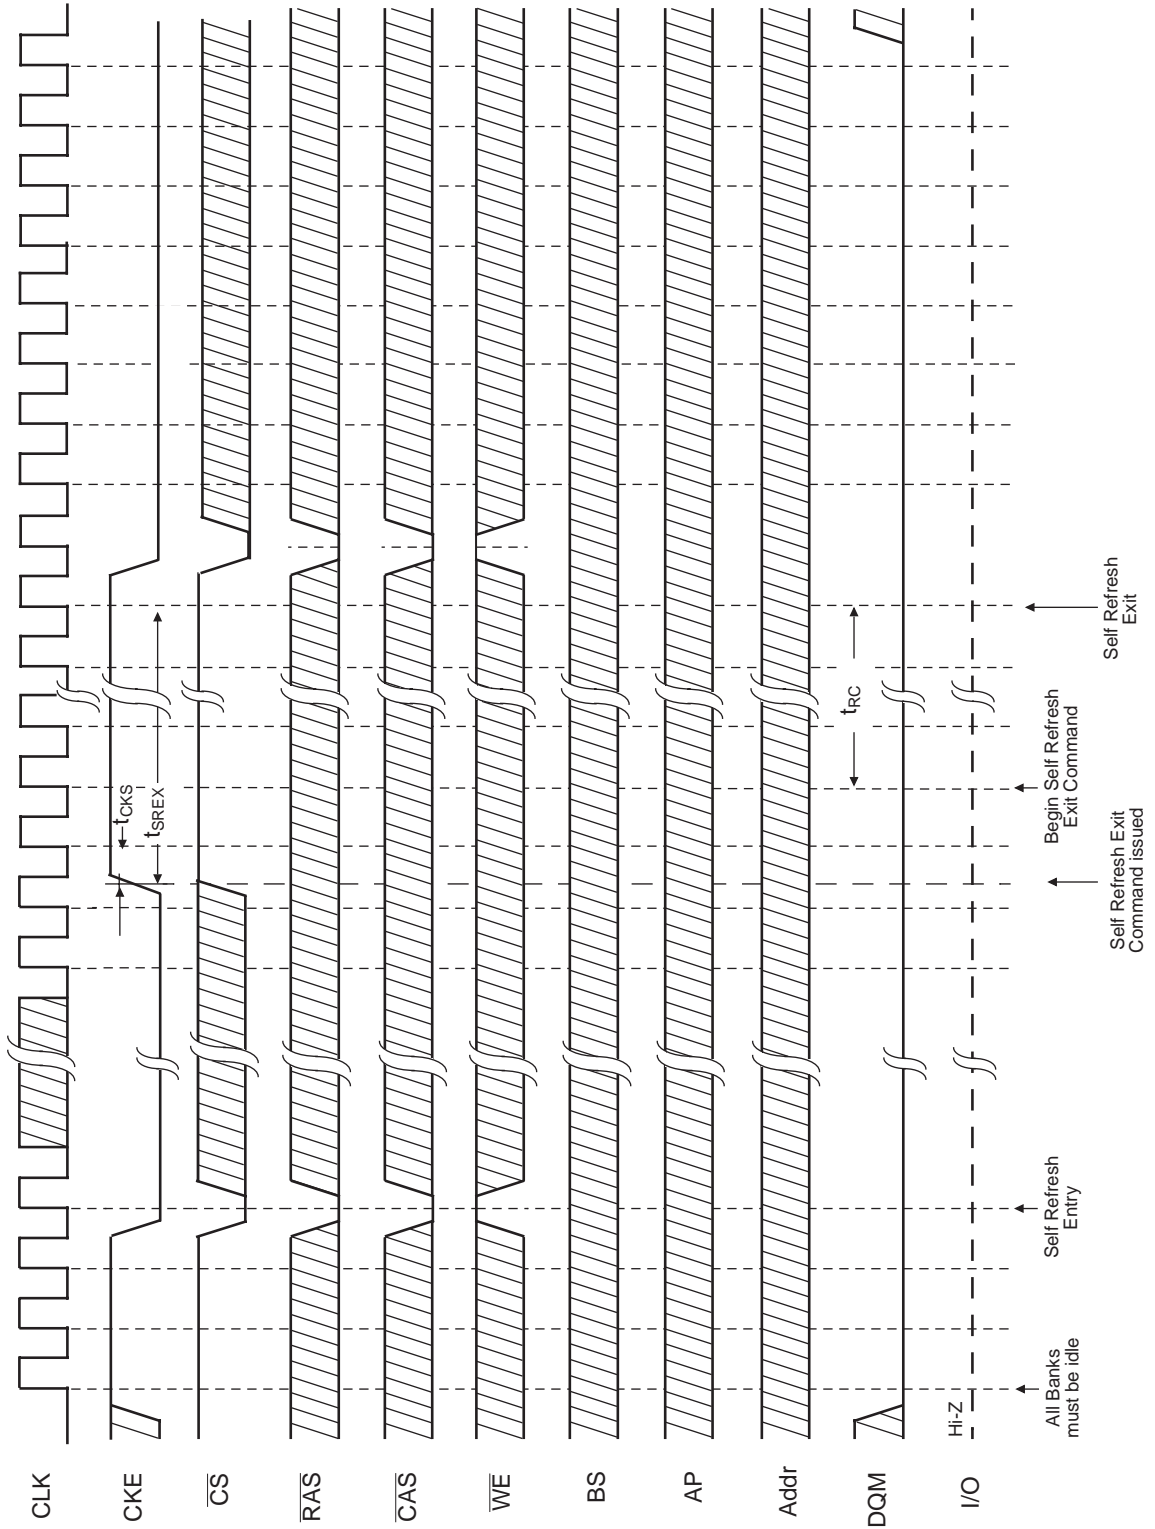 CLK
CKE
CS
RAS
CAS
WE
BS
AP
Addr
DQM
I/O
tCKS
tSREX
tRC
Hi-Z
All Banks
must be idle
Self Refresh
Entry
Self Refresh Exit
Command issued
Begin Self Refresh
Exit Command
Self Refresh
Exit